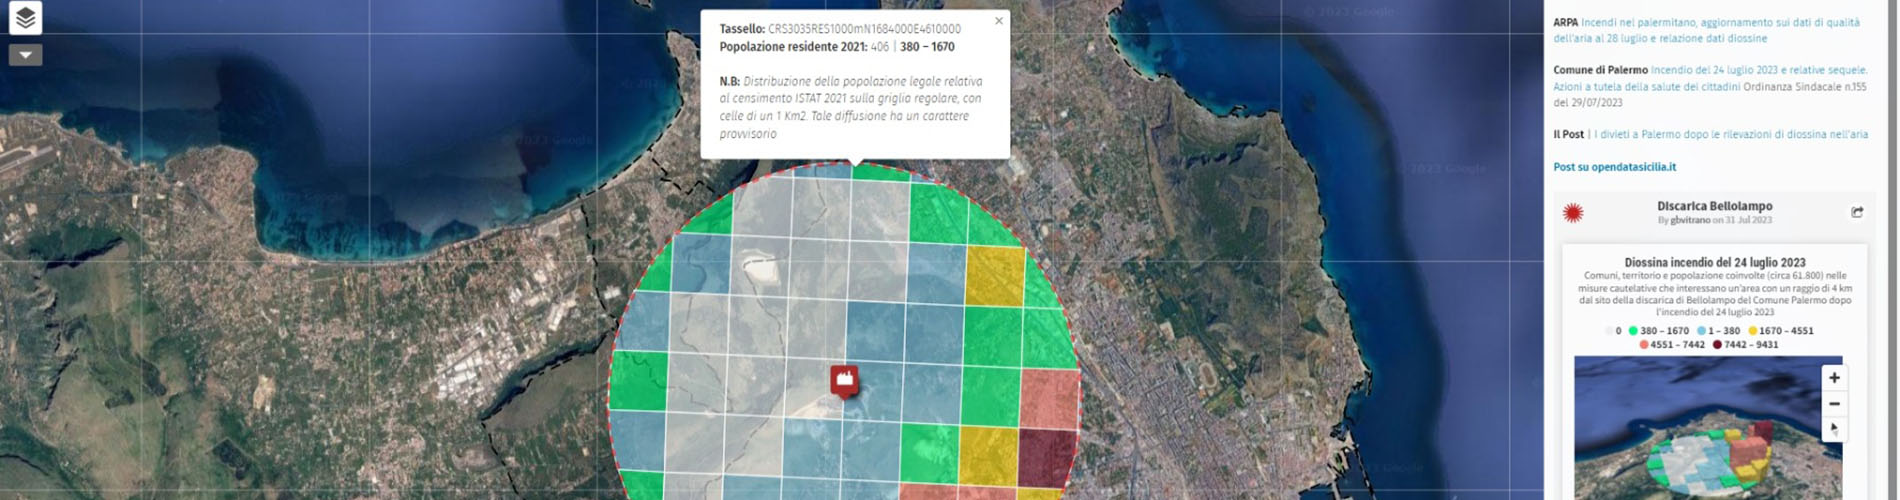 © 2023 Google
Tassello: CRS3035RES1000mN1684000E4610000
Popolazione residente 2021: 406 | 380 – 1670
N.B: Distribuzione della popolazione legale relativa
al censimento ISTAT 2021 sulla griglia regolare, con
celle di un 1 Km2. Tale diffusione ha un carattere
provvisorio
×
© 2023 Google
© 2023 Google
ARPA Incendi nel palermitano, aggiornamento sui dati di qualità
dell'aria al 28 luglio e relazione dati diossine
Comune di Palermo Incendio del 24 luglio 2023 e relative sequele.
Azioni a tutela della salute dei cittadini Ordinanza Sindacale n.155
del 29/07/2023
Il Post | I divieti a Palermo dopo le rilevazioni di diossina nell'aria
Post su opendatasicilia.it
Discarica Bellolampo
By gbvitrano on 31 Jul 2023
Diossina incendio del 24 luglio 2023
Comuni, territorio e popolazione coinvolte (circa 61.800) nelle
misure cautelative che interessano un'area con un raggio di 4 km
dal sito della discarica di Bellolampo del Comune Palermo dopo
l'incendio del 24 luglio 2023
0 380 – 1670 1 – 380 1670 – 4551
4551 – 7442 7442 – 9431
+
−